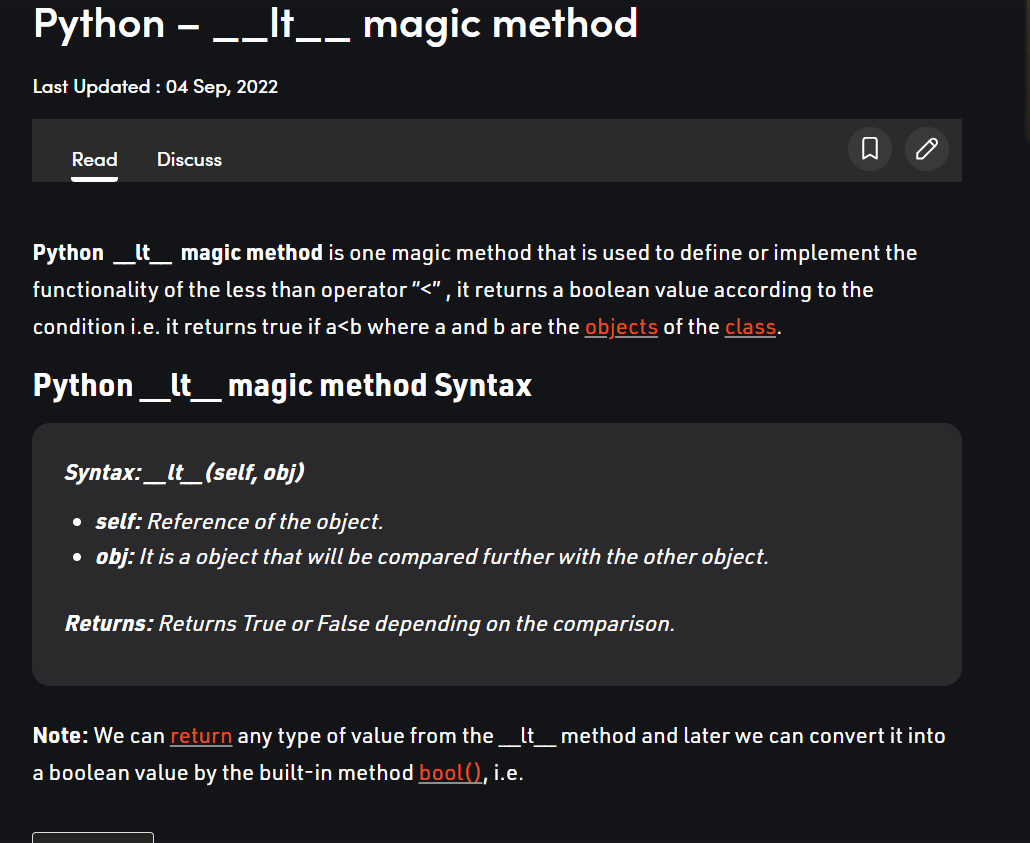 Python – __lt__ magic method
Last Updated : 04 Sep, 2022
Read Discuss
Python __lt__ magic method is one magic method that is used to define or implement the
functionality of the less than operator “<” , it returns a boolean value according to the
condition i.e. it returns true if a<b where a and b are the objects of the class.
Python __lt__ magic method Syntax
Syntax: __lt__(self, obj)
• self: Reference of the object.
• obj: It is a object that will be compared further with the other object.
Returns: Returns True or False depending on the comparison.
Note: We can return any type of value from the __lt__ method and later we can convert it into
a boolean value by the built-in method bool(), i.e.